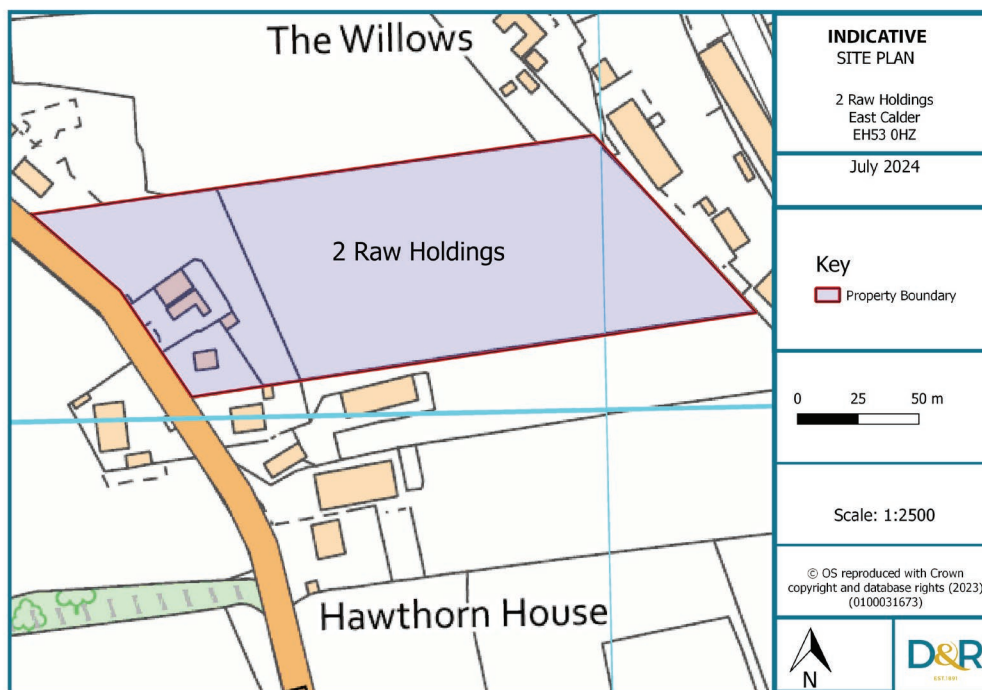 The Willows
2 Raw Holdings
Hawthorn House
INDICATIVE
SITE PLAN
2 Raw Holdings
East Calder
EH53 0HZ
July 2024
Key
Property Boundary
0 25 50 m
Scale: 1:2500
© OS reproduced with Crown
copyright and database rights (2023)
(0100031673)
N
D&R
EST.1891